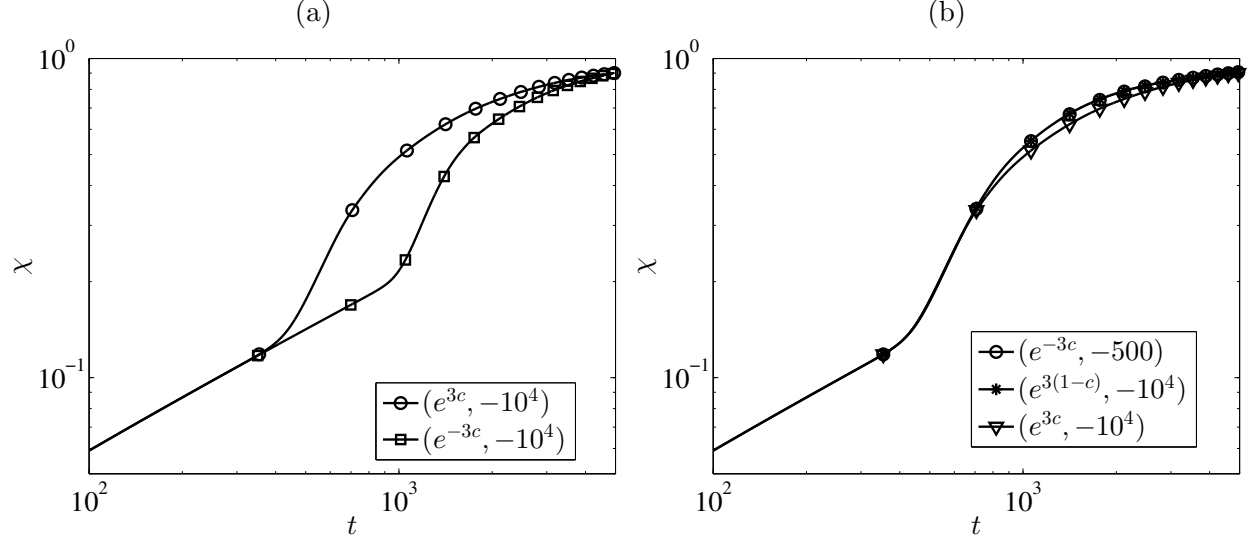 (a)
10^0
10^{-1}
χ
10^2
10^3
t
(e^{3c}, −10^4)
(e^{−3c}, −10^4)
(b)
10^0
10^{-1}
χ
10^2
10^3
t
(e^{−3c}, −500)
(e^{3(1−c)}, −10^4)
(e^{3c}, −10^4)